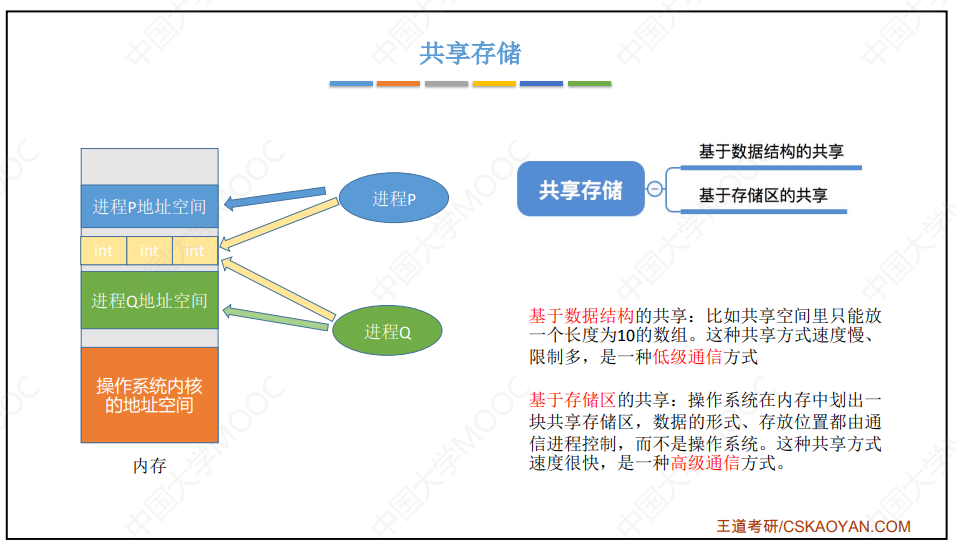 共享存储
进程P地址空间
int int int
进程Q地址空间
操作系统内核
的地址空间
内存
进程P
进程Q
共享存储
基于数据结构的共享
基于存储区的共享
基于数据结构的共享：比如共享空间里只能放
一个长度为10的数组。这种共享方式速度慢、
限制多，是一种低级通信方式
基于存储区的共享：操作系统在内存中划出一
块共享存储区，数据的形式、存放位置都由通
信进程控制，而不是操作系统。这种共享方式
速度很快，是一种高级通信方式。
王道考研/CSKAOYAN.COM
中国大学MOOC